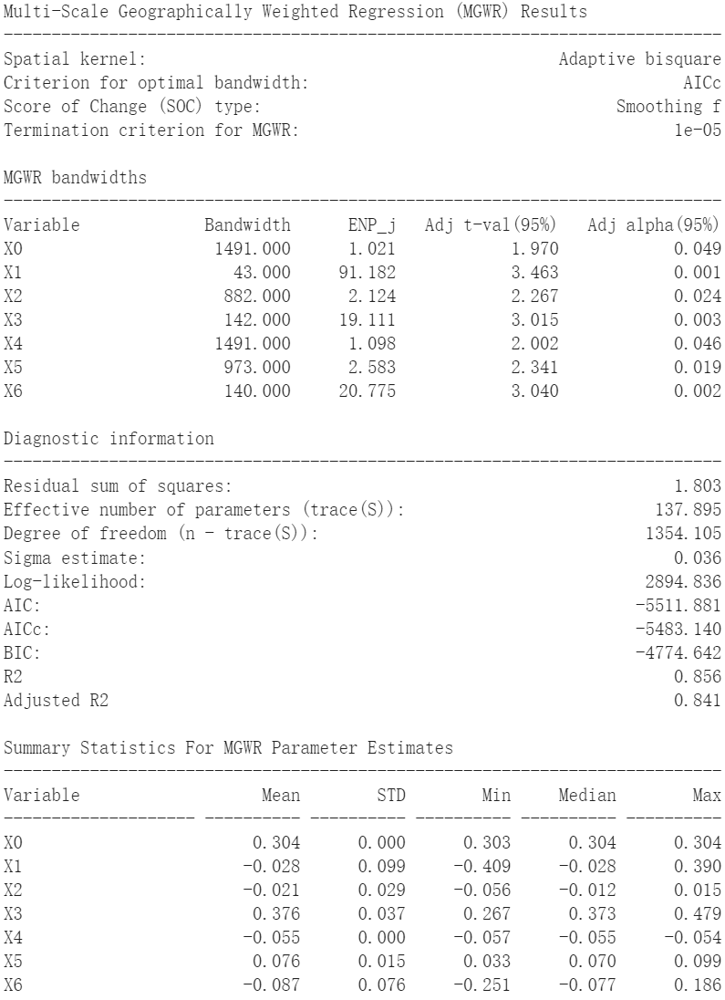 Multi-Scale Geographically Weighted Regression (MGWR) Results
---------------------------------------------------------------------------
Spatial kernel: Adaptive bisquare
Criterion for optimal bandwidth: AICc
Score of Change (SOC) type: Smoothing f
Termination criterion for MGWR: 1e-05
MGWR bandwidths
---------------------------------------------------------------------------
Variable Bandwidth ENP_j Adj t-val(95%) Adj alpha(95%)
X0 1491.000 1.021 1.970 0.049
X1 43.000 91.182 3.463 0.001
X2 882.000 2.124 2.267 0.024
X3 142.000 19.111 3.015 0.003
X4 1491.000 1.098 2.002 0.046
X5 973.000 2.583 2.341 0.019
X6 140.000 20.775 3.040 0.002
Diagnostic information
---------------------------------------------------------------------------
Residual sum of squares: 1.803
Effective number of parameters (trace(S)): 137.895
Degree of freedom (n - trace(S)): 1354.105
Sigma estimate: 0.036
Log-likelihood: 2894.836
AIC: -5511.881
AICc: -5483.140
BIC: -4774.642
R2 0.856
Adjusted R2 0.841
Summary Statistics For MGWR Parameter Estimates
---------------------------------------------------------------------------
Variable Mean STD Min Median Max
-------------------- ---------- ---------- ---------- ---------- ----------
X0 0.304 0.000 0.303 0.304 0.304
X1 -0.028 0.099 -0.409 -0.028 0.390
X2 -0.021 0.029 -0.056 -0.012 0.015
X3 0.376 0.037 0.267 0.373 0.479
X4 -0.055 0.000 -0.057 -0.055 -0.054
X5 0.076 0.015 0.033 0.070 0.099
X6 -0.087 0.076 -0.251 -0.077 0.186